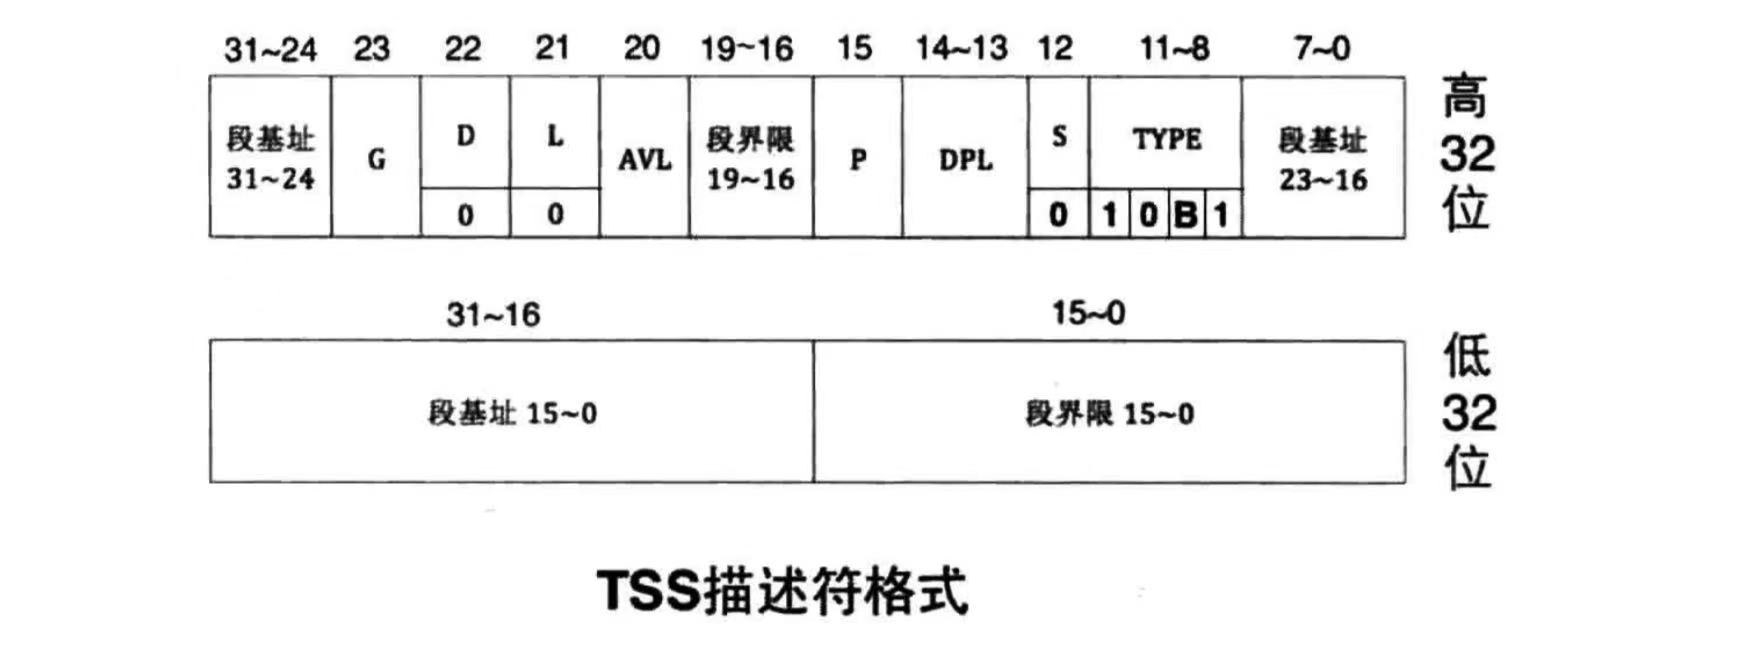 31~24 23 22 21 20 19~16 15 14~13 12 11~8 7~0
段基址 31~24 G D L AVL 段界限 19~16 P DPL S TYPE 段基址 23~16
0 0 0 1 0 B 1
高32位
31~16 15~0
段基址 15~0 段界限 15~0
低32位
TSS描述符格式